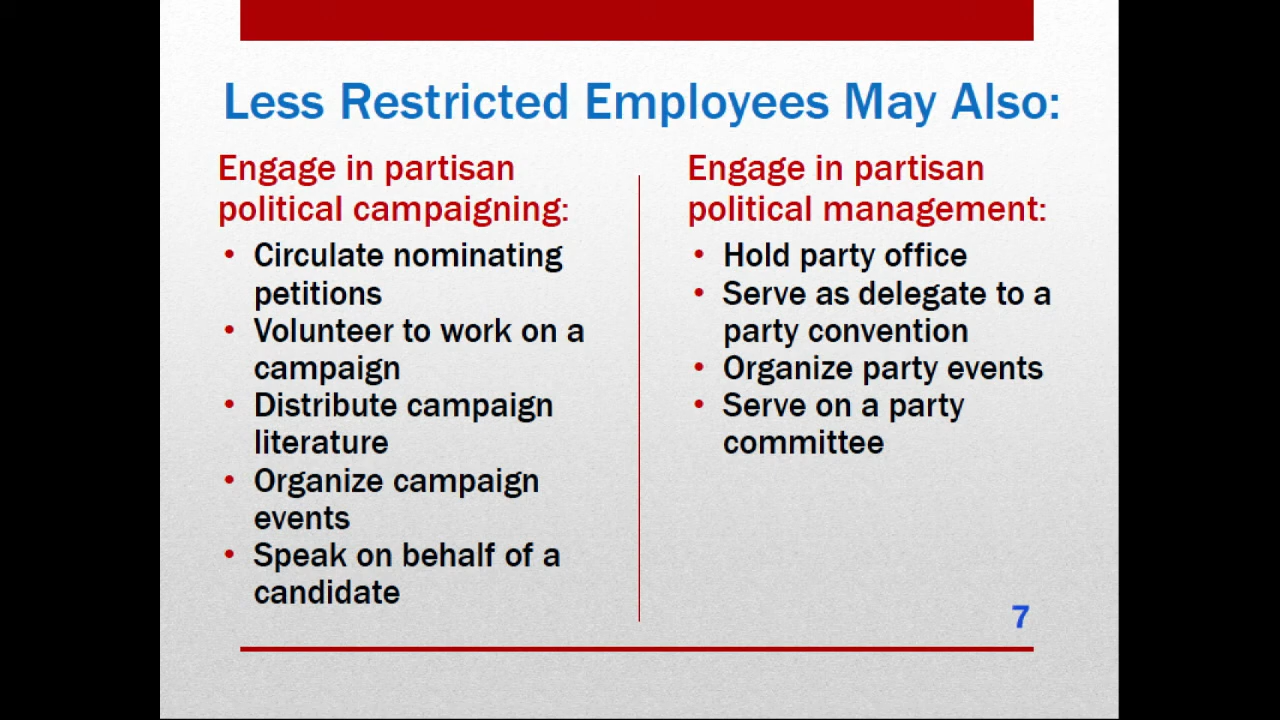 Less Restricted Employees May Also:
Engage in partisan
political campaigning:
• Circulate nominating
petitions
• Volunteer to work on a
campaign
• Distribute campaign
literature
• Organize campaign
events
• Speak on behalf of a
candidate
Engage in partisan
political management:
• Hold party office
• Serve as delegate to a
party convention
• Organize party events
• Serve on a party
committee
7